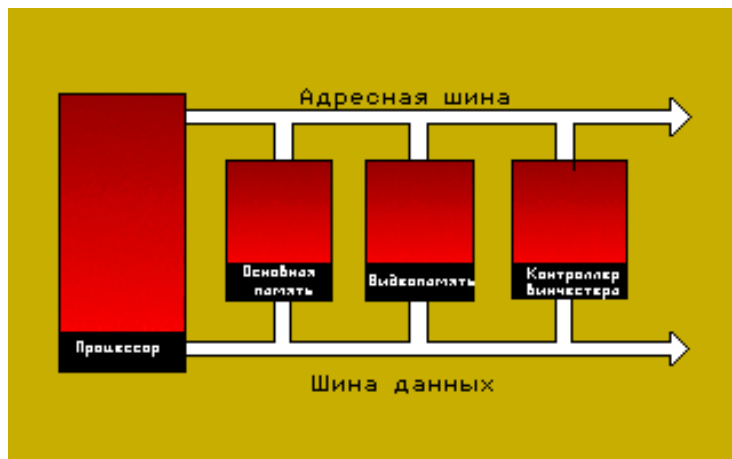 Адресная шина
Основная
память
Видеопамять
Контроллер
винчестера
Процессор
Шина данных